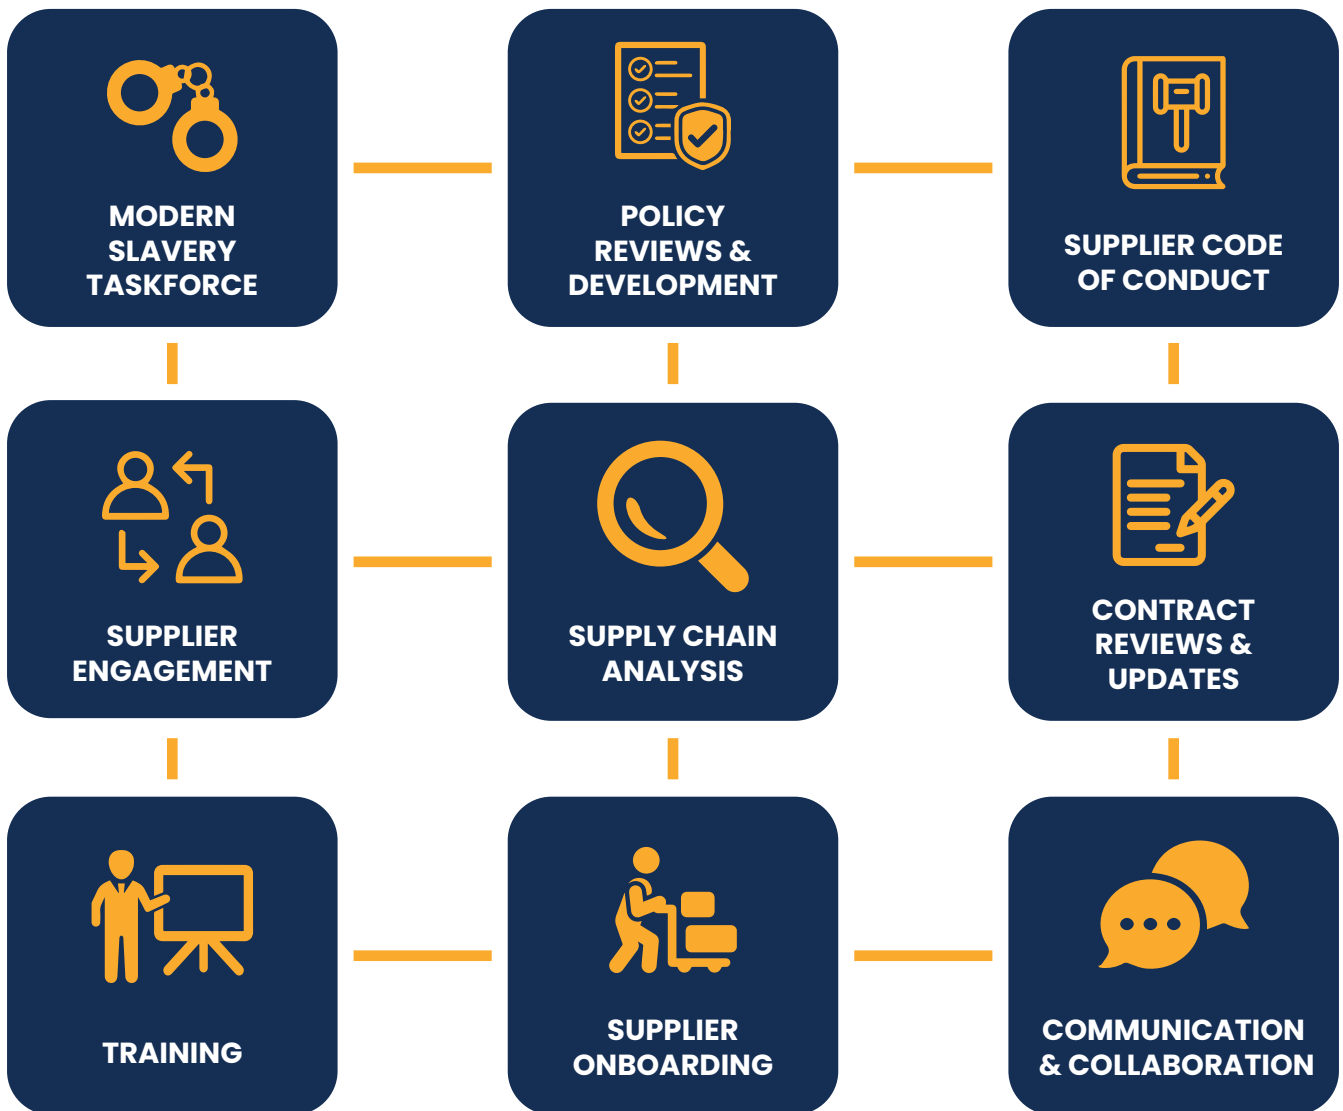 MODERN
SLAVERY
TASKFORCE
POLICY
REVIEWS &
DEVELOPMENT
SUPPLIER CODE
OF CONDUCT
SUPPLIER
ENGAGEMENT
SUPPLY CHAIN
ANALYSIS
CONTRACT
REVIEWS &
UPDATES
TRAINING
SUPPLIER
ONBOARDING
COMMUNICATION
& COLLABORATION